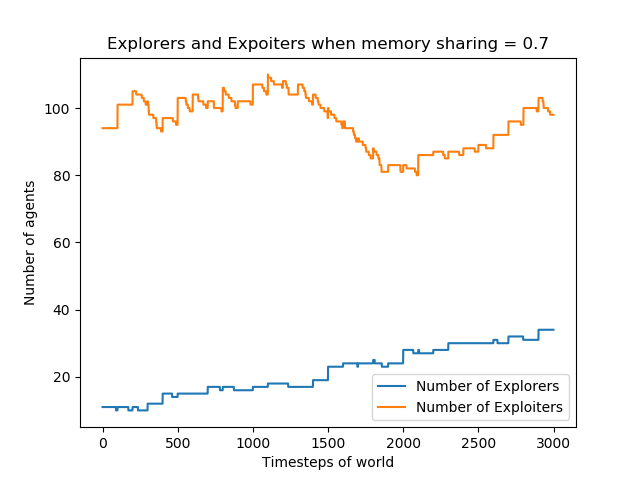 Explorers and Expoiters when memory sharing = 0.7
Number of agents
100
80
60
40
20
0 500 1000 1500 2000 2500 3000
Timesteps of world
Number of Explorers
Number of Exploiters